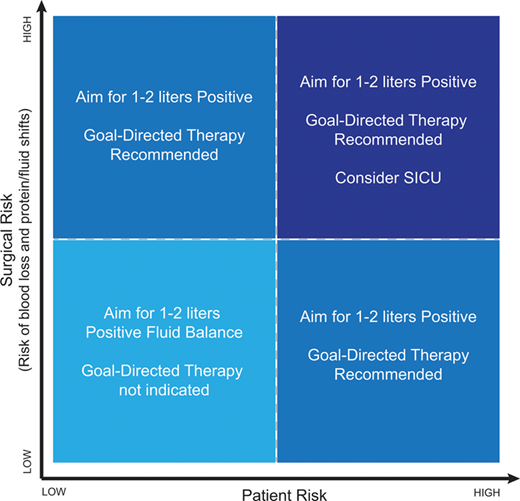 HIGH
Surgical Risk
(Risk of blood loss and protein/fluid shifts)
LOW
Aim for 1-2 liters Positive
Goal-Directed Therapy
Recommended
Aim for 1-2 liters Positive
Goal-Directed Therapy
Recommended
Consider SICU
Aim for 1-2 liters
Positive Fluid Balance
Goal-Directed Therapy
not indicated
Aim for 1-2 liters Positive
Goal-Directed Therapy
Recommended
LOW
Patient Risk
HIGH